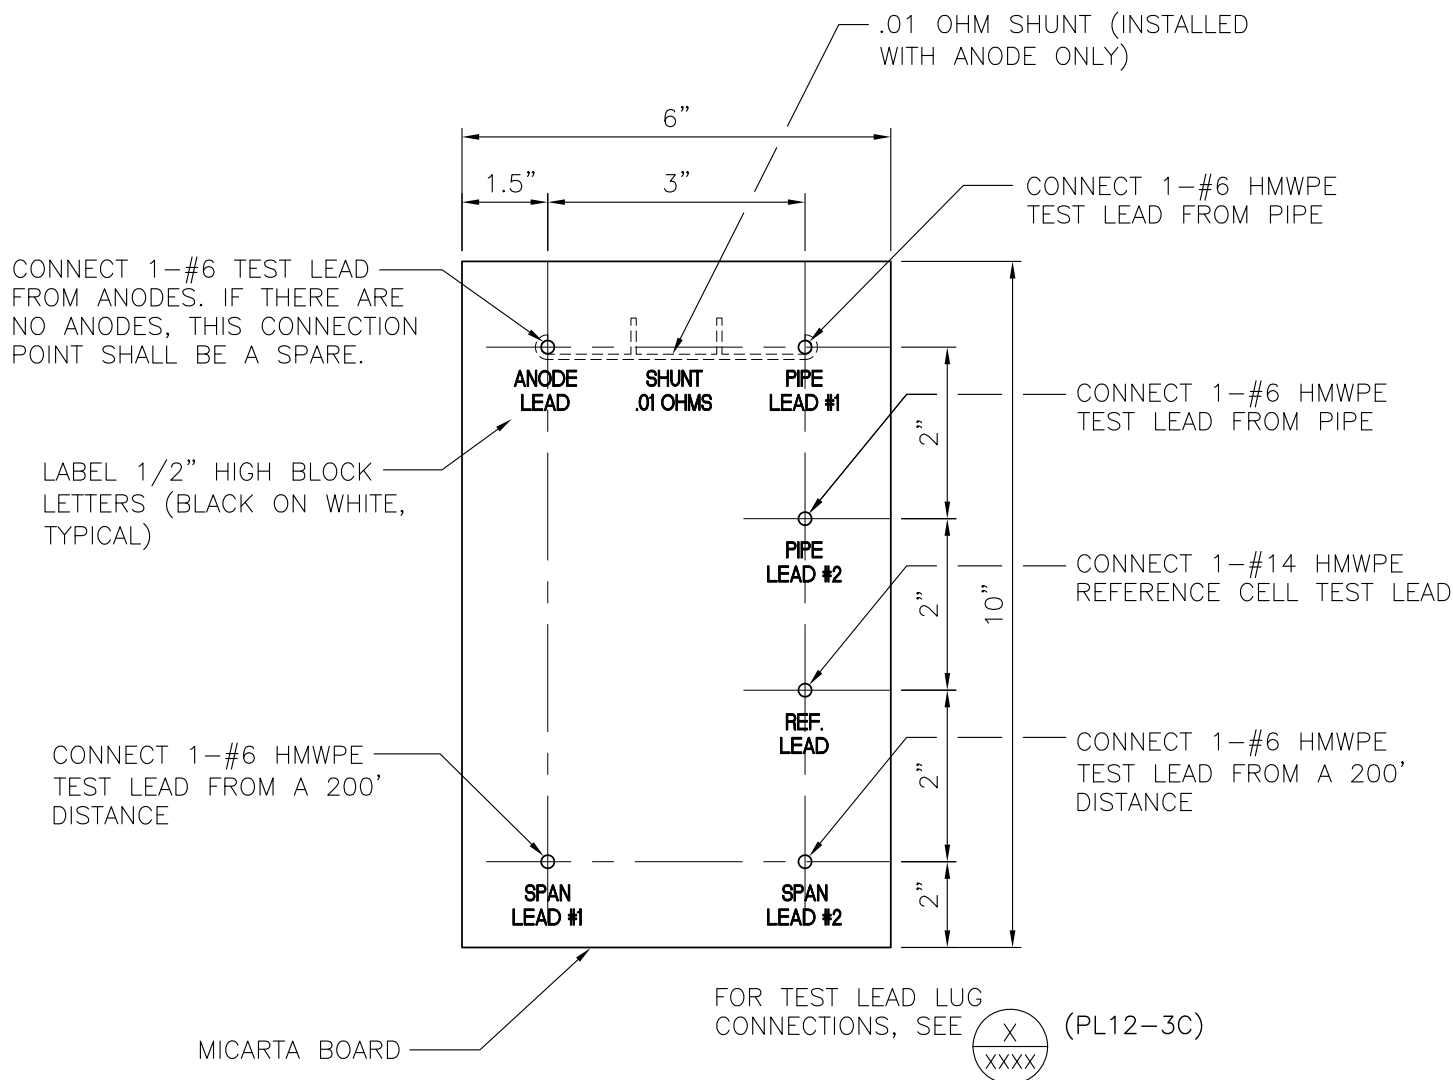 .01 OHM SHUNT (INSTALLED
WITH ANODE ONLY)
6”
1.5”
3”
CONNECT 1-#6 HMWPE
TEST LEAD FROM PIPE
CONNECT 1-#6 TEST LEAD
FROM ANODES. IF THERE ARE
NO ANODES, THIS CONNECTION
POINT SHALL BE A SPARE.
ANODE
LEAD
SHUNT
.01 OHMS
PIPE
LEAD #1
2”
CONNECT 1-#6 HMWPE
TEST LEAD FROM PIPE
LABEL 1/2” HIGH BLOCK
LETTERS (BLACK ON WHITE,
TYPICAL)
PIPE
LEAD #2
2”
10”
CONNECT 1-#14 HMWPE
REFERENCE CELL TEST LEAD
REF.
LEAD
2”
CONNECT 1-#6 HMWPE
TEST LEAD FROM A 200’
DISTANCE
CONNECT 1-#6 HMWPE
TEST LEAD FROM A 200’
DISTANCE
SPAN
LEAD #1
SPAN
LEAD #2
2”
MICARTA BOARD
FOR TEST LEAD LUG
CONNECTIONS, SEE
X
XXXX
(PL12-3C)